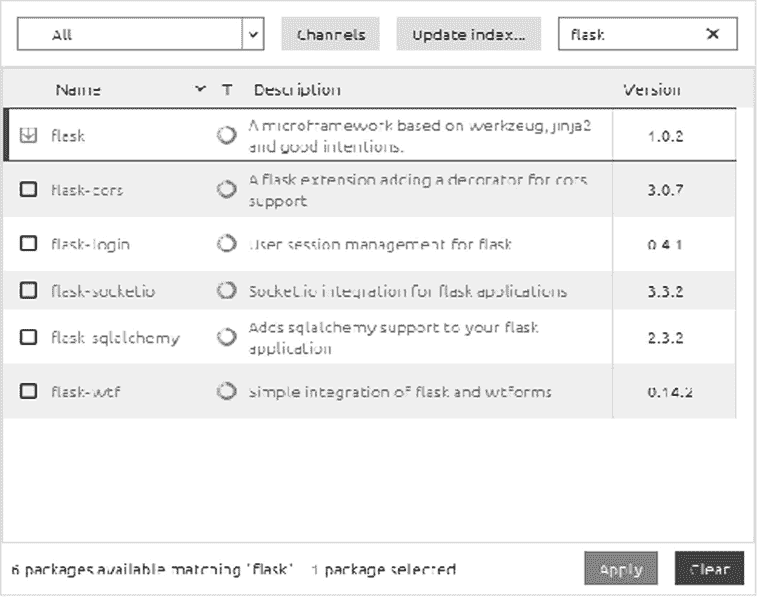 All
Channels
Update index...
flask
Name
T
Description
Version
flask
A microframework based on werkzeug, jinja2
and good intentions.
1.0.2
flask-cors
A flask extension adding a decorator for cors
support
3.0.7
flask-login
User session management for flask
0.4.1
flask-socketio
Socket.io integration for flask applications
3.3.2
flask-sqlalchemy
Adds sqlalchemy support to your flask
application
2.3.2
flask-wtf
Simple integration of flask and wtforms
0.14.2
6 packages available matching "flask" 1 package selected
Apply
Clear